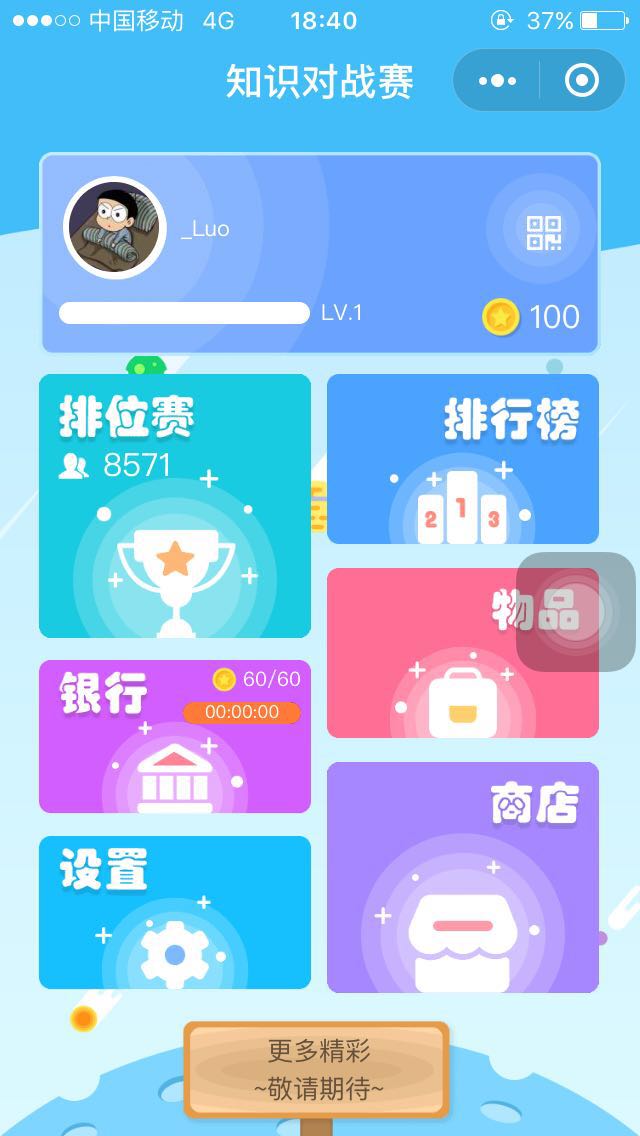 中国移动 4G 18:40 37%
知识对战赛
_Luo
LV.1
100
排位赛
8571
排行榜
2 1 3
物品
银行
60/60
00:00:00
商店
设置
更多精彩
~敬请期待~